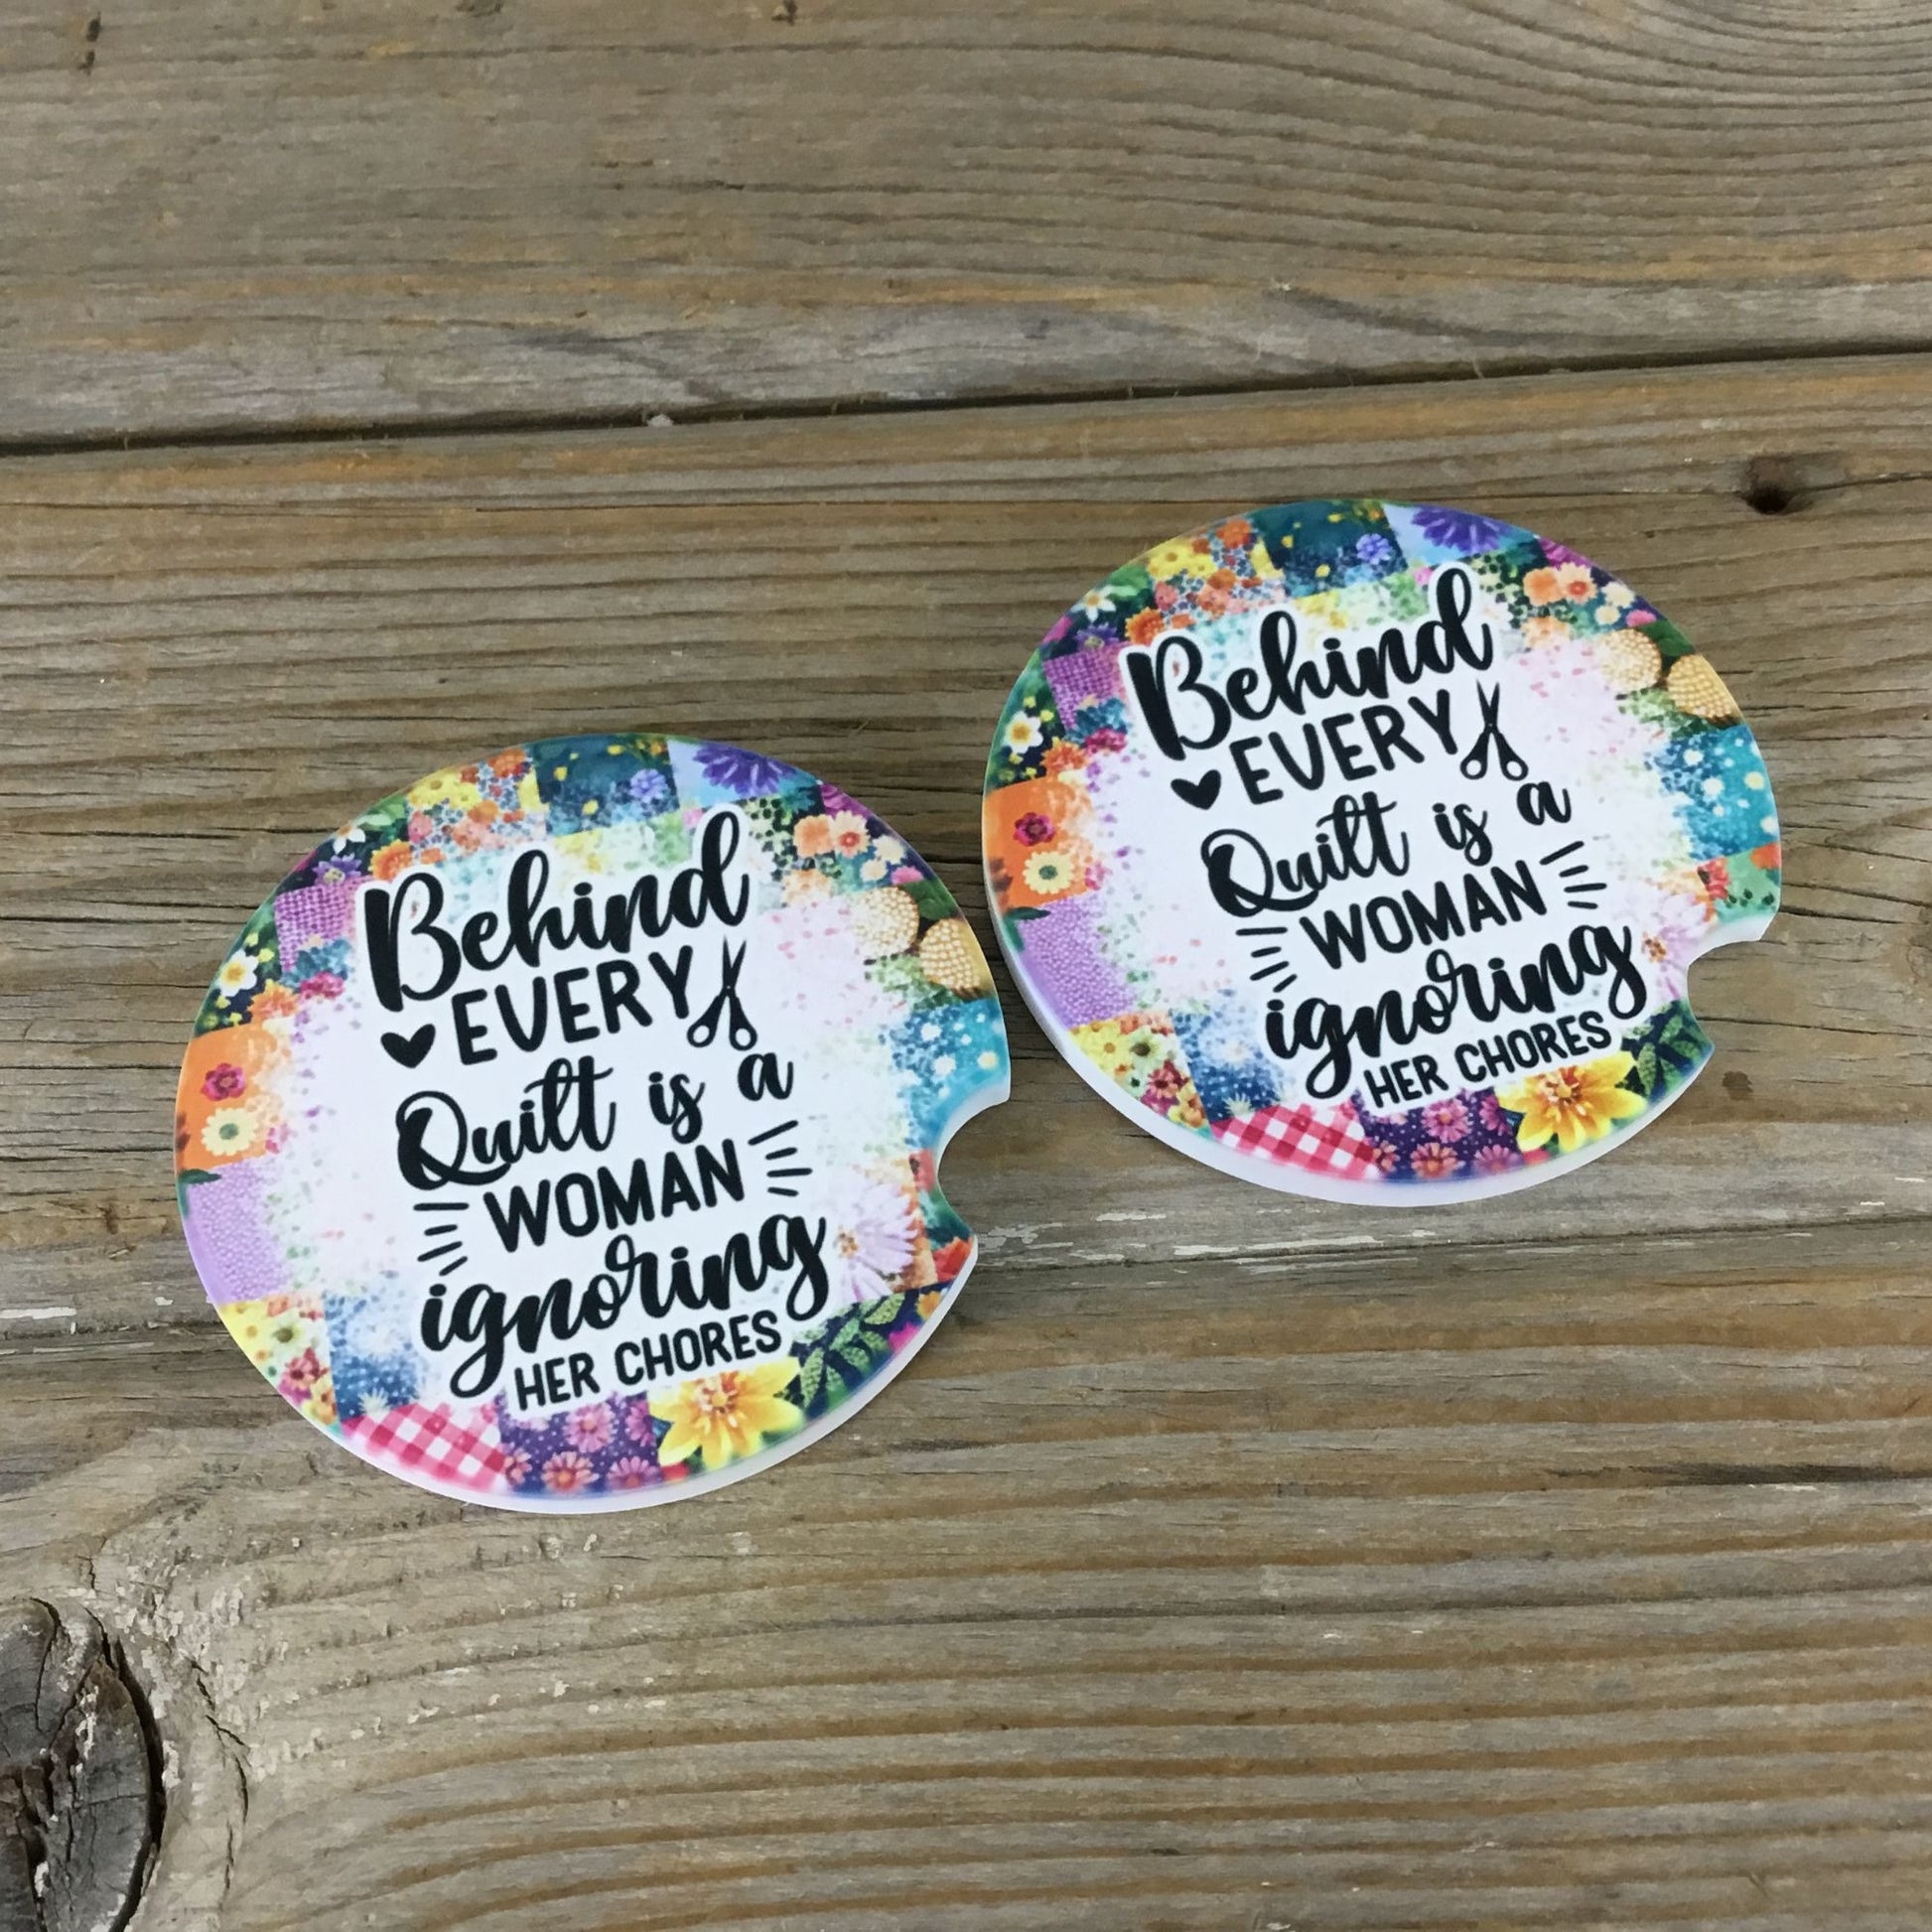 Behind
EVERY
Quilt is a
WOMAN
ignoring
HER CHORES
Behind
EVERY
Quilt is a
WOMAN
ignoring
HER CHORES